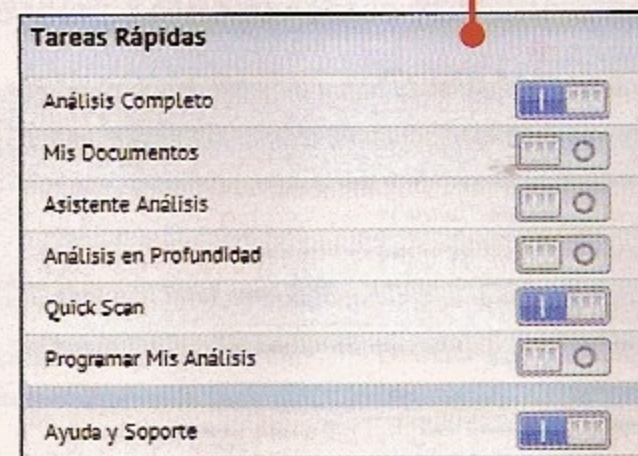 Tareas Rápidas
Análisis Completo
Mis Documentos
Asistente Análisis
Análisis en Profundidad
Quick Scan
Programar Mis Análisis
Ayuda y Soporte